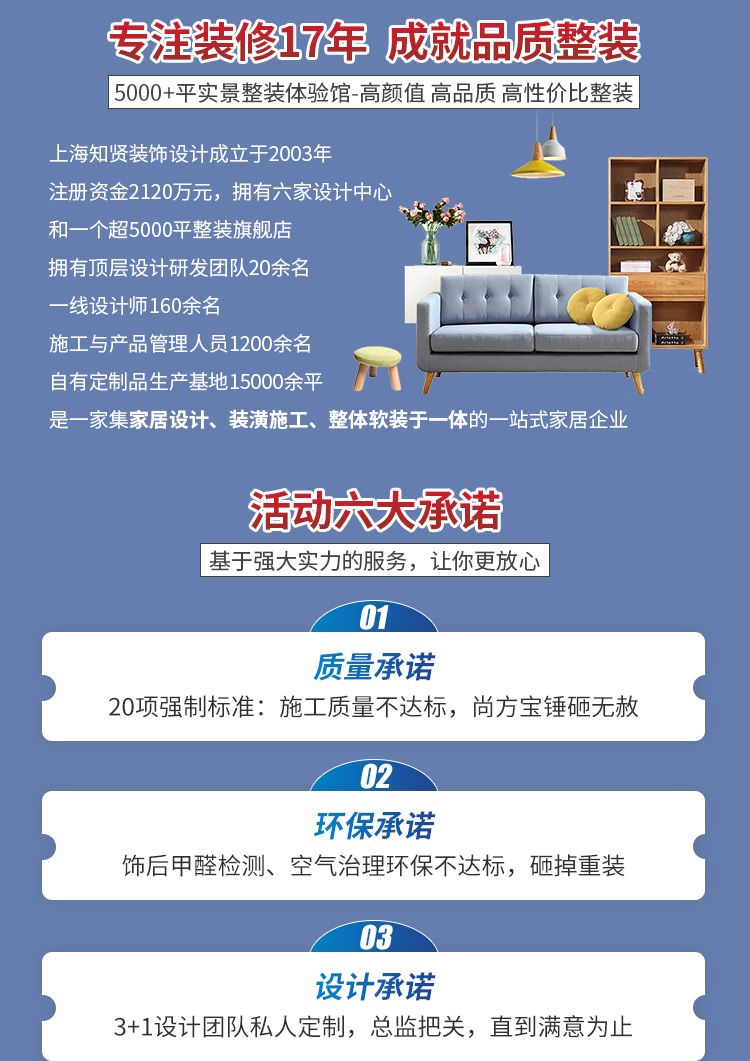 专注装修17年 成就品质整装
5000+平实景整装体验馆-高颜值 高品质 高性价比整装
上海知贤装饰设计成立于2003年
注册资金2120万元，拥有六家设计中心
和一个超5000平整装旗舰店
拥有顶层设计研发团队20余名
一线设计师160余名
施工与产品管理人员1200余名
自有定制品生产基地15000余平
是一家集家居设计、装潢施工、整体软装于一体的一站式家居企业
活动六大承诺
基于强大实力的服务，让你更放心
01
质量承诺
20项强制标准：施工质量不达标，尚方宝锤砸无赦
02
环保承诺
饰后甲醛检测、空气治理环保不达标，砸掉重装
03
设计承诺
3+1设计团队私人定制，总监把关，直到满意为止